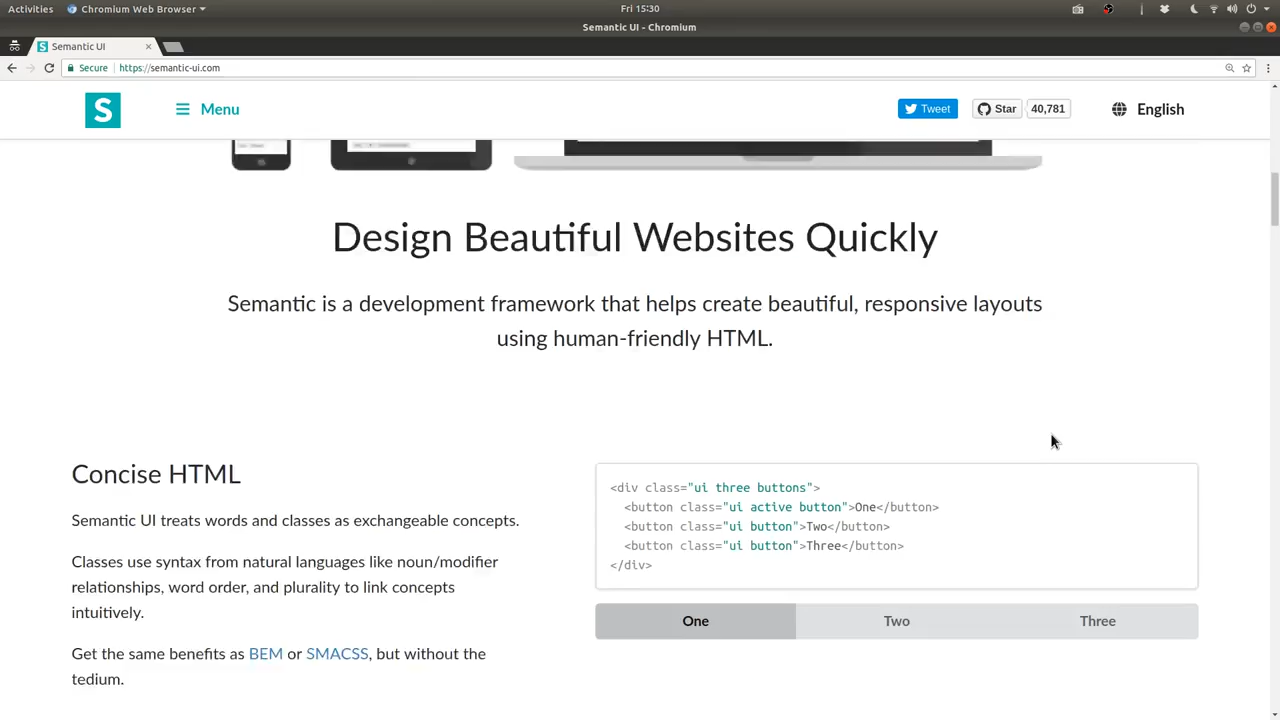 Activities
Chromium Web Browser
Fri 15:30
Semantic UI - Chromium
S Semantic UI
Secure https://semantic-ui.com
S
Menu
Tweet
Star 40,781
English
Design Beautiful Websites Quickly
Semantic is a development framework that helps create beautiful, responsive layouts
using human-friendly HTML.
Concise HTML
Semantic UI treats words and classes as exchangeable concepts.
Classes use syntax from natural languages like noun/modifier
relationships, word order, and plurality to link concepts
intuitively.
Get the same benefits as BEM or SMACSS, but without the
tedium.
<div class="ui three buttons">
  <button class="ui active button">One</button>
  <button class="ui button">Two</button>
  <button class="ui button">Three</button>
</div>
One
Two
Three